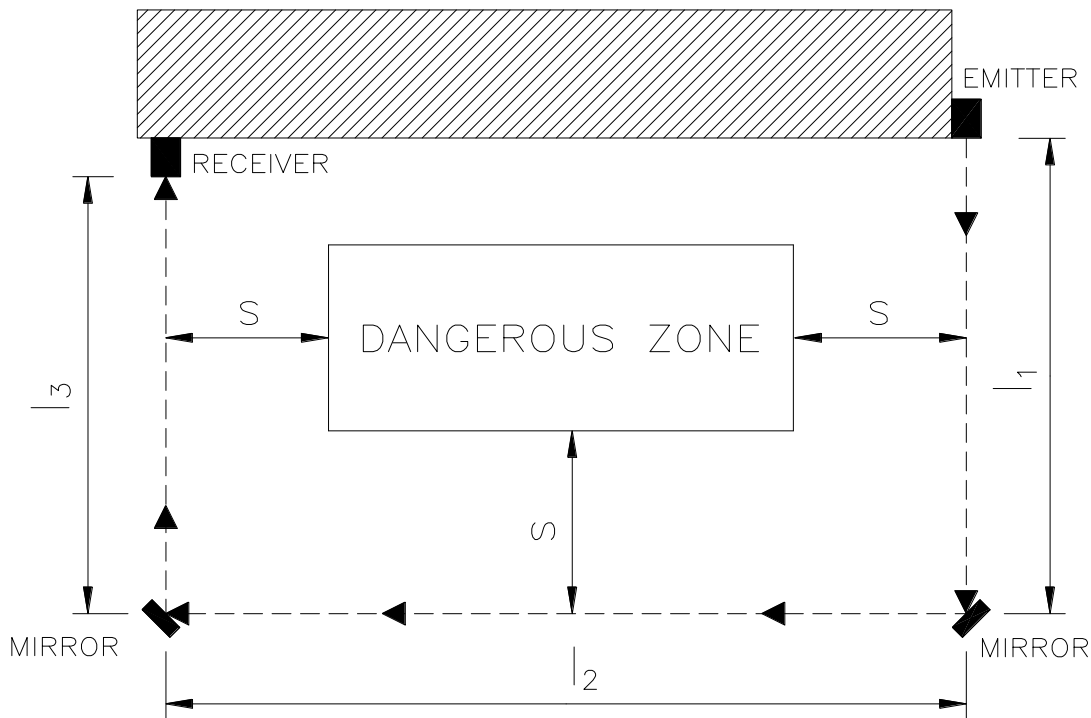 EMITTER
RECEIVER
S
DANGEROUS ZONE
S
l3
l1
S
MIRROR
MIRROR
l2